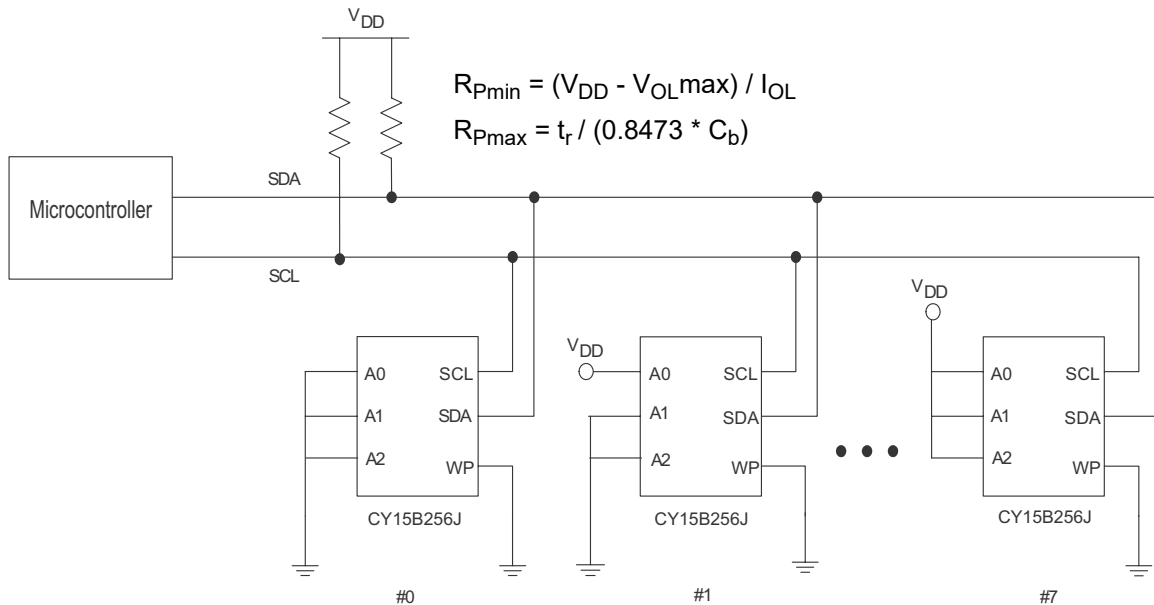 VDD
RPmin = (VDD - VOLmax) / IOL
RPmax = tr / (0.8473 * Cb)
SDA
Microcontroller
SCL
VDD
VDD
A0 SCL
A1 SDA
A2 WP
CY15B256J
#0
A0 SCL
A1 SDA
A2 WP
CY15B256J
#1
A0 SCL
A1 SDA
A2 WP
CY15B256J
#7